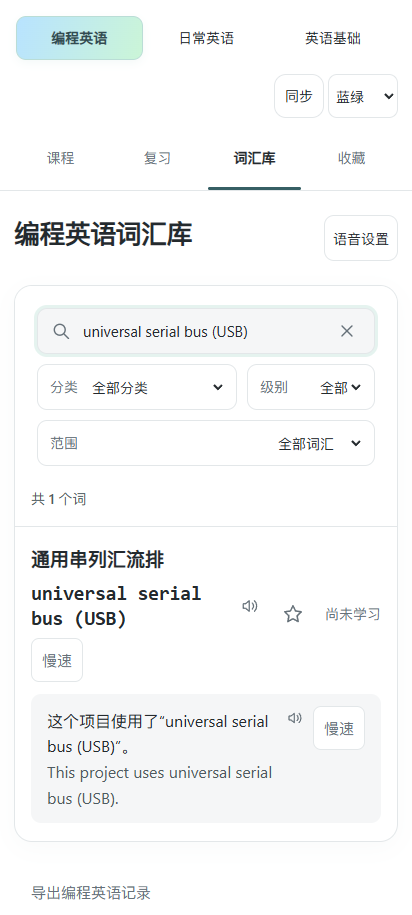 编程英语 日常英语 英语基础
同步 蓝绿
课程 复习 词汇库 收藏
编程英语词汇库 语音设置
universal serial bus (USB)
分类 全部分类 级别 全部
范围 全部词汇
共 1 个词
通用串列汇流排
universal serial
bus (USB)
尚未学习
慢速
这个项目使用了“universal serial
bus (USB)”。
慢速
This project uses universal serial
bus (USB).
导出编程英语记录